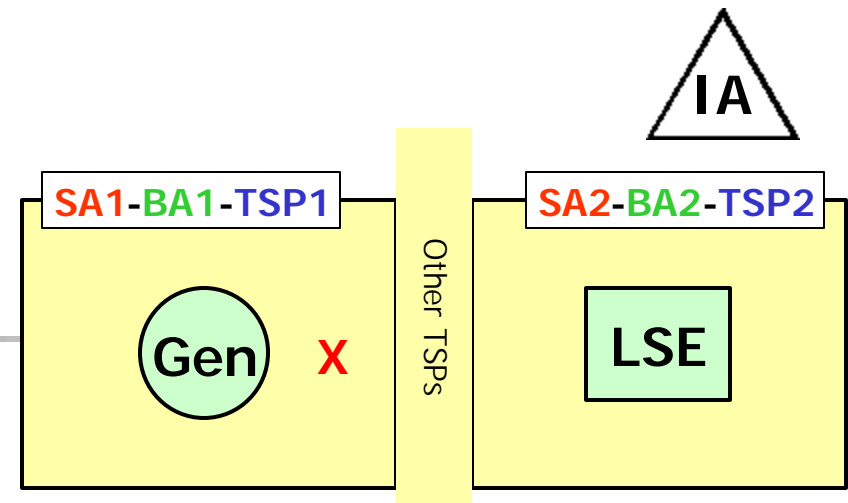 IA
SA1-BA1-TSP1
SA2-BA2-TSP2
Other TSPs
Gen
X
LSE